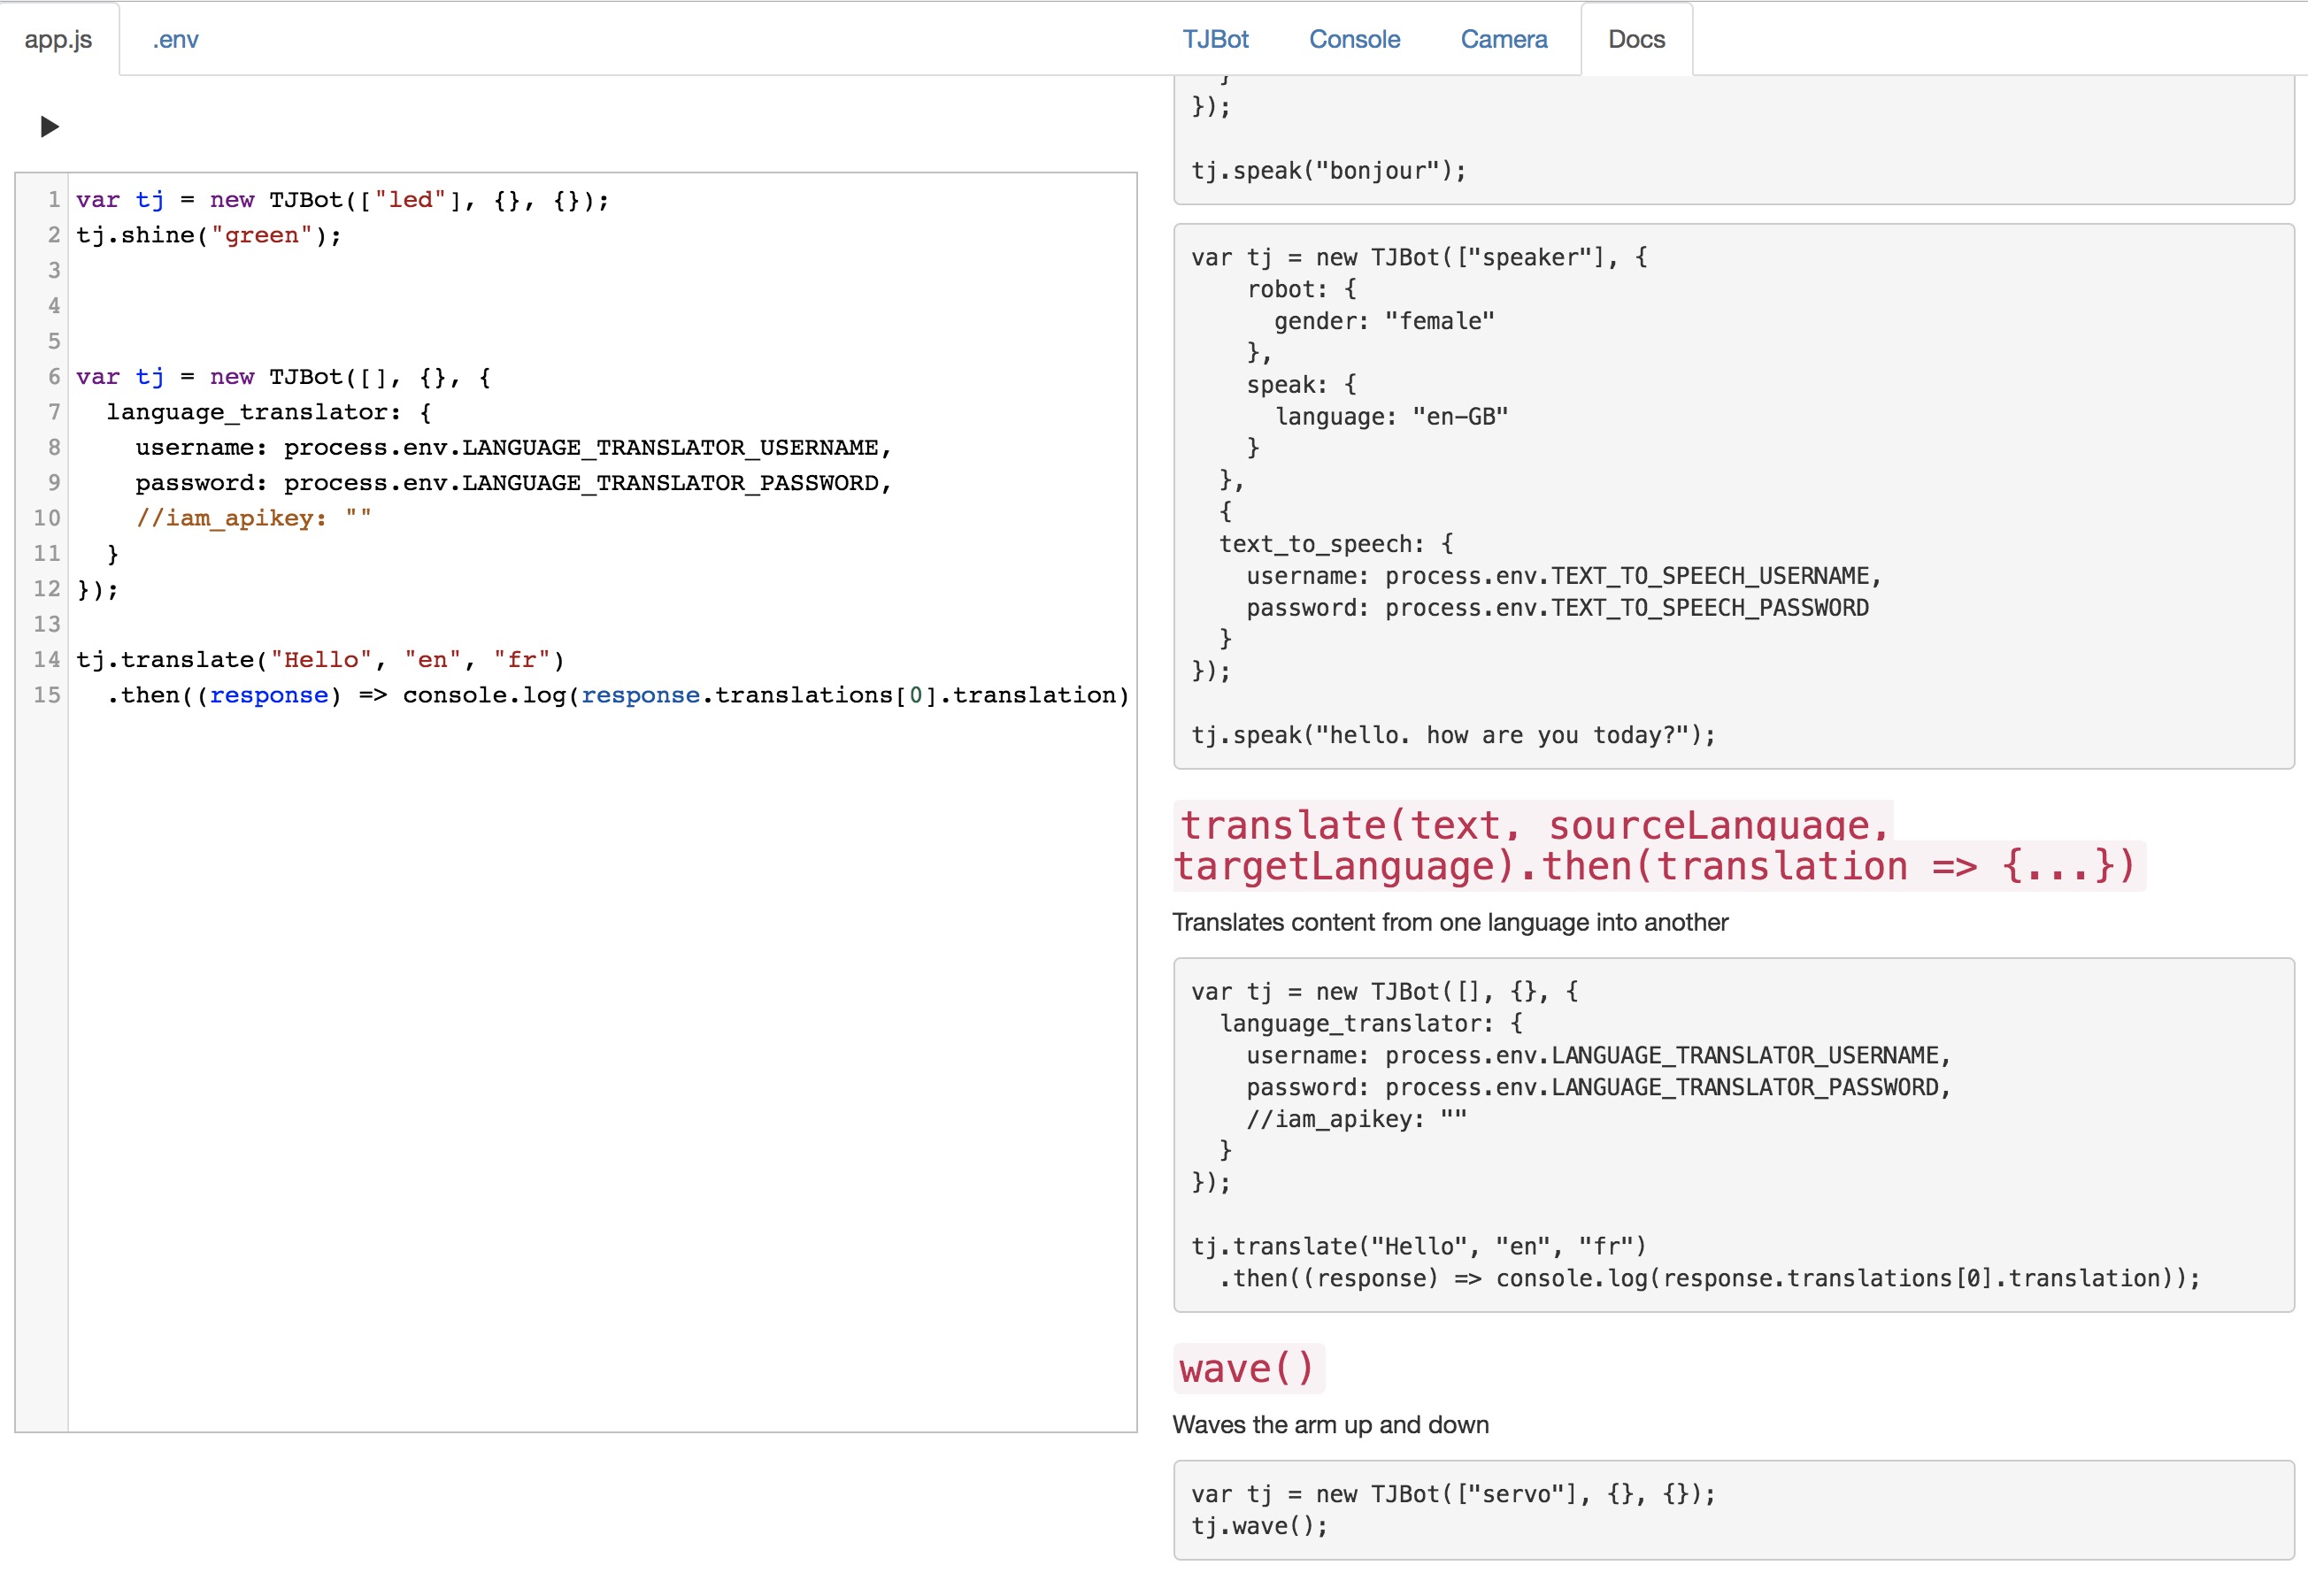 app.js
.env
1 var tj = new TJBot(["led"], {}, {});
2 tj.shine("green");
3
4
5
6 var tj = new TJBot([], {}, {
7   language_translator: {
8     username: process.env.LANGUAGE_TRANSLATOR_USERNAME,
9     password: process.env.LANGUAGE_TRANSLATOR_PASSWORD,
10     //iam_apikey: ""
11   }
12 });
13
14 tj.translate("Hello", "en", "fr")
15   .then((response) => console.log(response.translations[0].translation)
TJBot
Console
Camera
Docs
}
});
tj.speak("bonjour");
var tj = new TJBot(["speaker"], {
    robot: {
      gender: "female"
    },
    speak: {
      language: "en-GB"
    }
  },
  {
  text_to_speech: {
    username: process.env.TEXT_TO_SPEECH_USERNAME,
    password: process.env.TEXT_TO_SPEECH_PASSWORD
  }
});
tj.speak("hello. how are you today?");
translate(text, sourceLanguage,
targetLanguage).then(translation => {...})
Translates content from one language into another
var tj = new TJBot([], {}, {
  language_translator: {
    username: process.env.LANGUAGE_TRANSLATOR_USERNAME,
    password: process.env.LANGUAGE_TRANSLATOR_PASSWORD,
    //iam_apikey: ""
  }
});
tj.translate("Hello", "en", "fr")
  .then((response) => console.log(response.translations[0].translation));
wave()
Waves the arm up and down
var tj = new TJBot(["servo"], {}, {});
tj.wave();